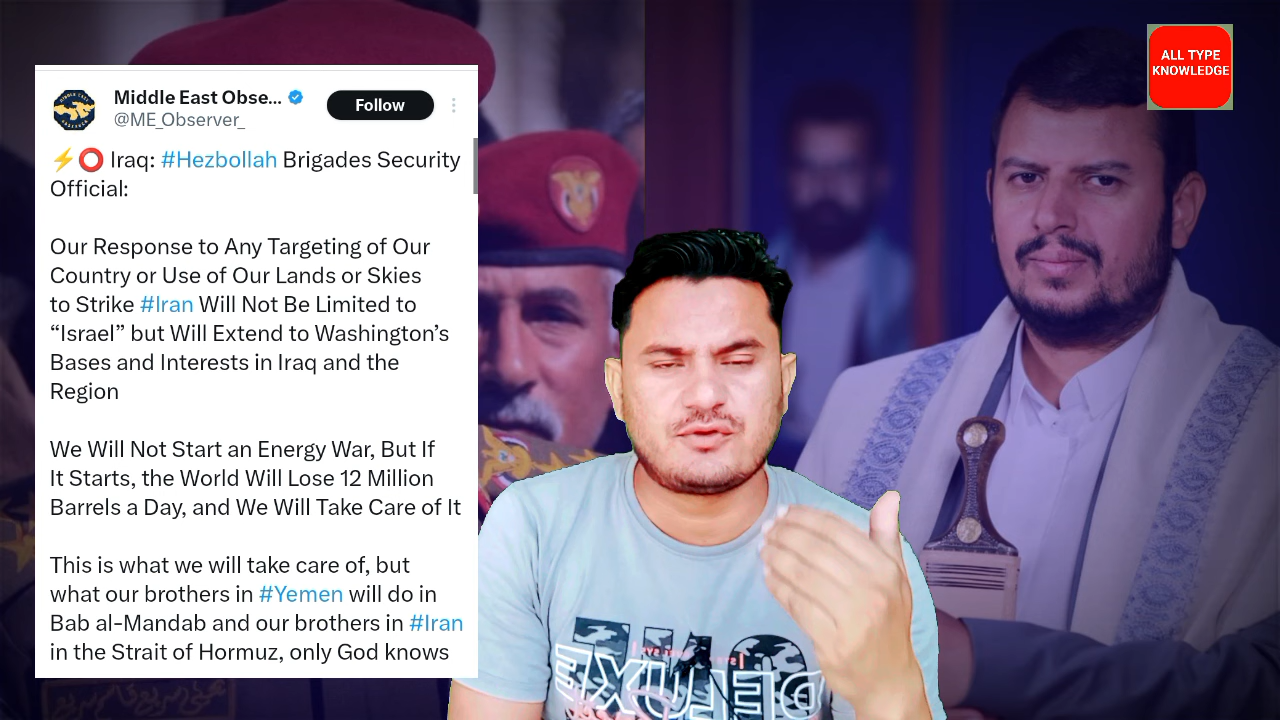 Middle East Obse...
@ME_Observer_
Follow
⚡⭕ Iraq: #Hezbollah Brigades Security
Official:
Our Response to Any Targeting of Our
Country or Use of Our Lands or Skies
to Strike #Iran Will Not Be Limited to
“Israel” but Will Extend to Washington’s
Bases and Interests in Iraq and the
Region
We Will Not Start an Energy War, But If
It Starts, the World Will Lose 12 Million
Barrels a Day, and We Will Take Care of It
This is what we will take care of, but
what our brothers in #Yemen will do in
Bab al-Mandab and our brothers in #Iran
in the Strait of Hormuz, only God knows
ALL TYPE
KNOWLEDGE
DELUXE